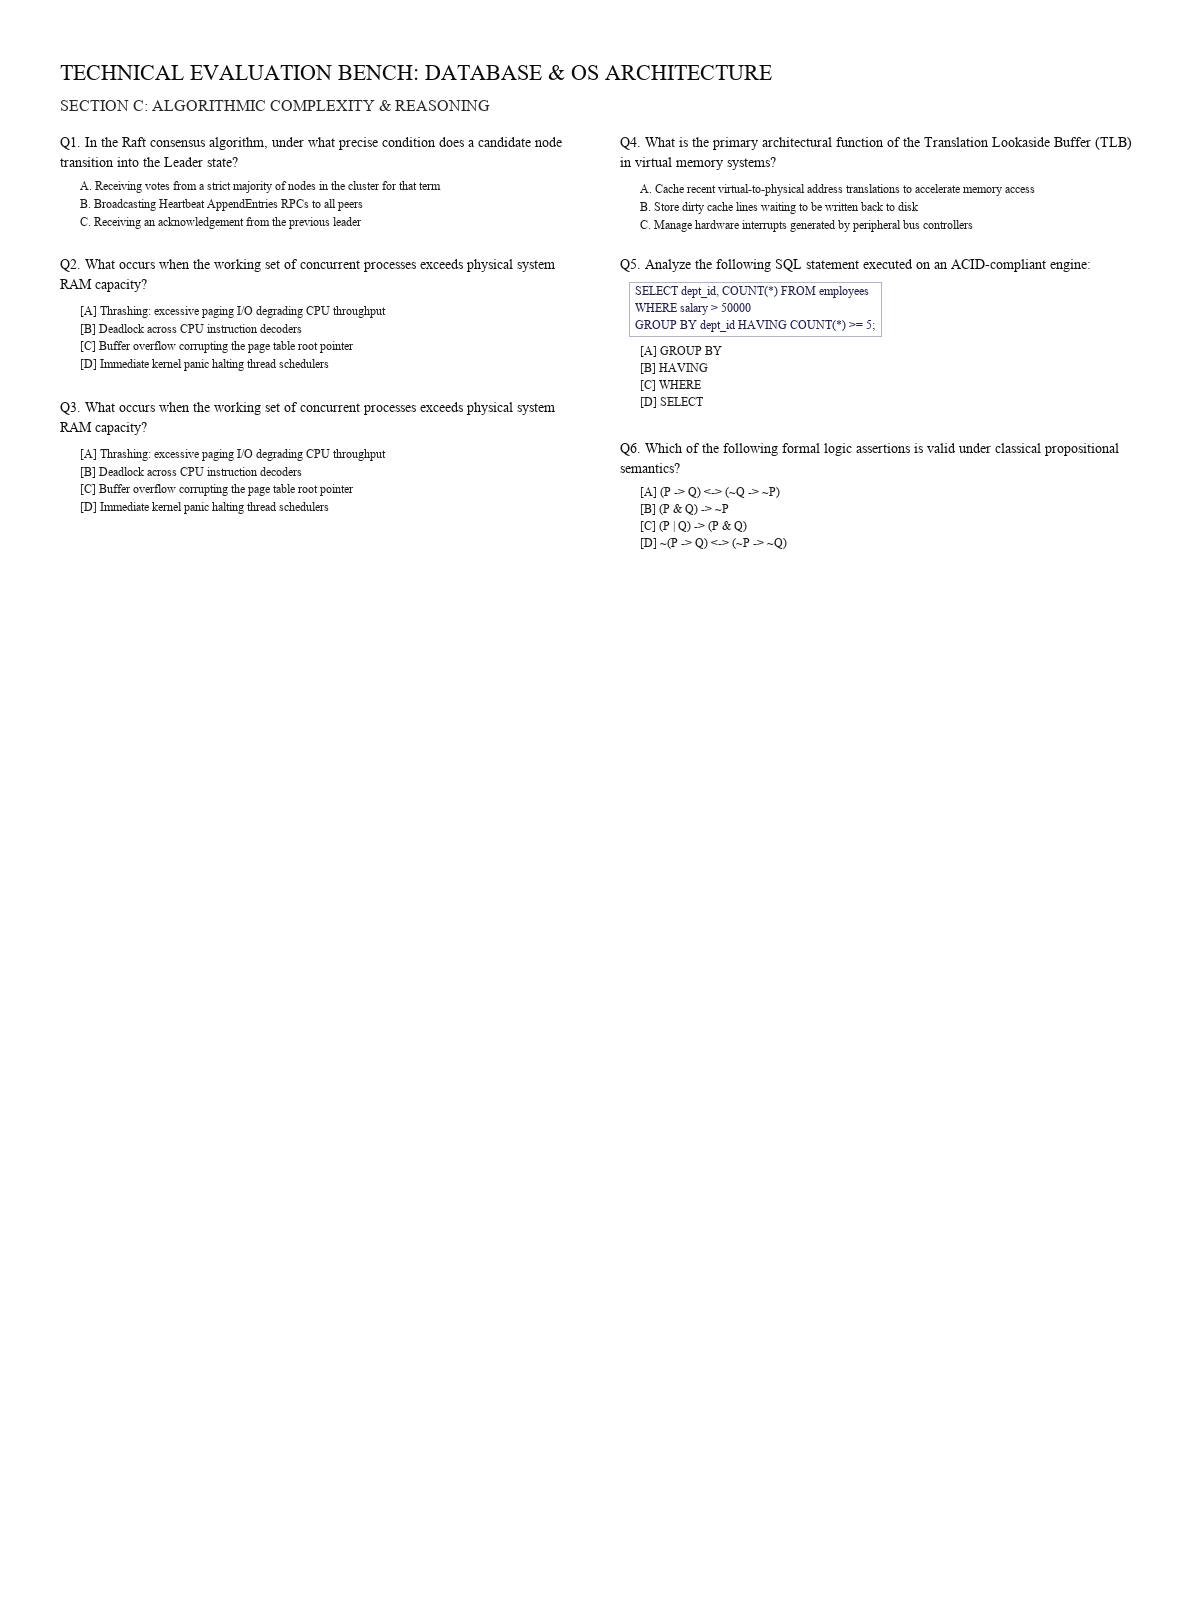 TECHNICAL EVALUATION BENCH: DATABASE & OS ARCHITECTURE
SECTION C: ALGORITHMIC COMPLEXITY & REASONING
Q1. In the Raft consensus algorithm, under what precise condition does a candidate node
transition into the Leader state?
A. Receiving votes from a strict majority of nodes in the cluster for that term
B. Broadcasting Heartbeat AppendEntries RPCs to all peers
C. Receiving an acknowledgement from the previous leader
Q2. What occurs when the working set of concurrent processes exceeds physical system
RAM capacity?
[A] Thrashing: excessive paging I/O degrading CPU throughput
[B] Deadlock across CPU instruction decoders
[C] Buffer overflow corrupting the page table root pointer
[D] Immediate kernel panic halting thread schedulers
Q3. What occurs when the working set of concurrent processes exceeds physical system
RAM capacity?
[A] Thrashing: excessive paging I/O degrading CPU throughput
[B] Deadlock across CPU instruction decoders
[C] Buffer overflow corrupting the page table root pointer
[D] Immediate kernel panic halting thread schedulers
Q4. What is the primary architectural function of the Translation Lookaside Buffer (TLB)
in virtual memory systems?
A. Cache recent virtual-to-physical address translations to accelerate memory access
B. Store dirty cache lines waiting to be written back to disk
C. Manage hardware interrupts generated by peripheral bus controllers
Q5. Analyze the following SQL statement executed on an ACID-compliant engine:
SELECT dept_id, COUNT(*) FROM employees
WHERE salary > 50000
GROUP BY dept_id HAVING COUNT(*) >= 5;
[A] GROUP BY
[B] HAVING
[C] WHERE
[D] SELECT
Q6. Which of the following formal logic assertions is valid under classical propositional
semantics?
[A] (P -> Q) <-> (~Q -> ~P)
[B] (P & Q) -> ~P
[C] (P | Q) -> (P & Q)
[D] ~(P -> Q) <-> (~P -> ~Q)